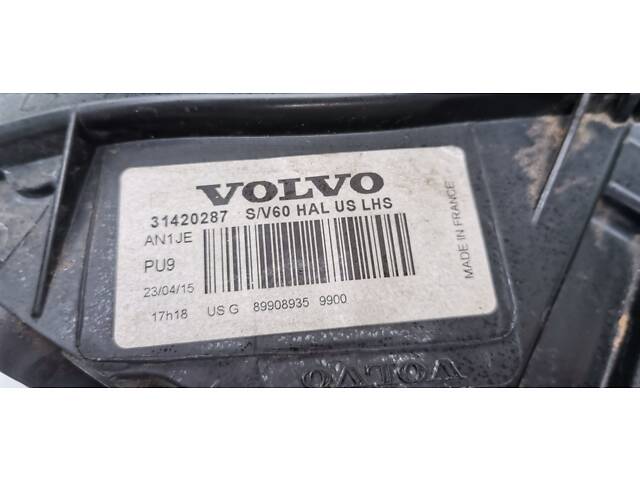 VOLVO
31420287 S/V60 HAL US LHS
AN1JE
PU9
23/04/15
17h18 US G 89908935 9900
MADE IN FRANCE
VOLVO